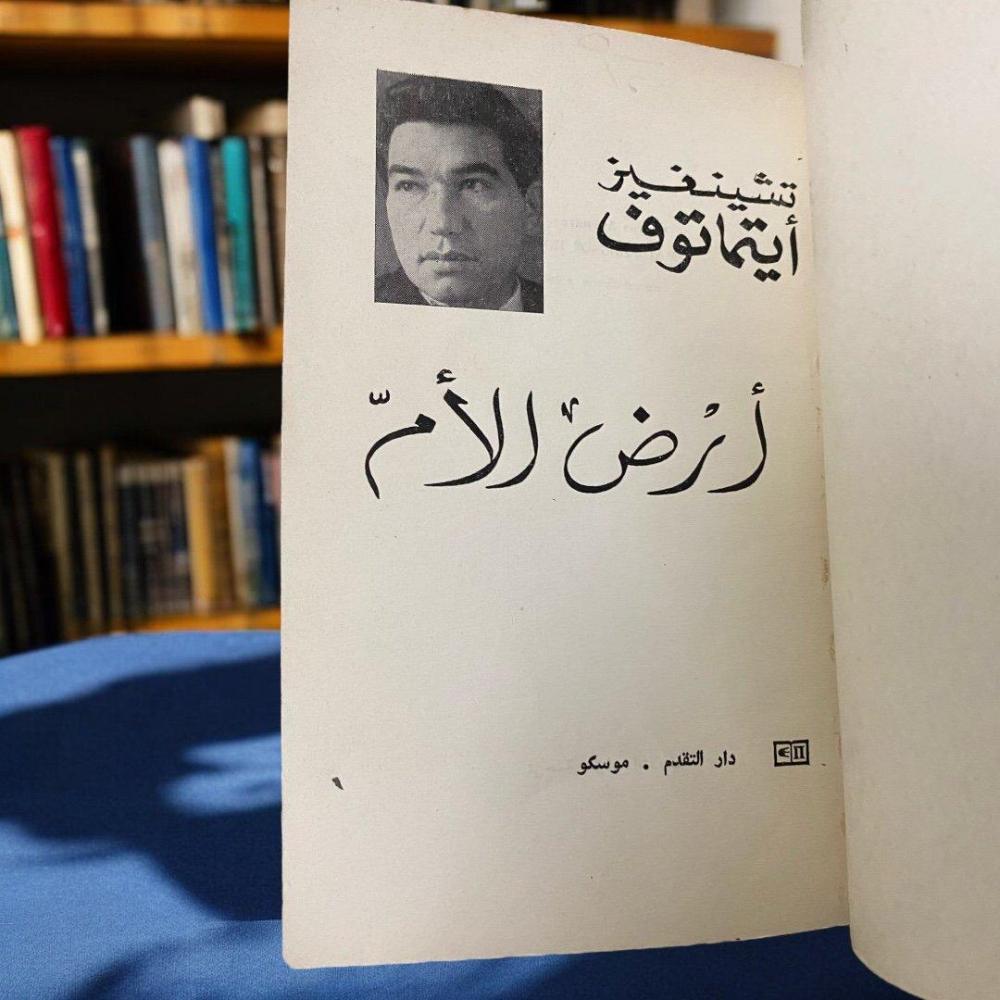 تشينغيز
أيتماتوف
أرض الأمّ
دار التقدم . موسكو